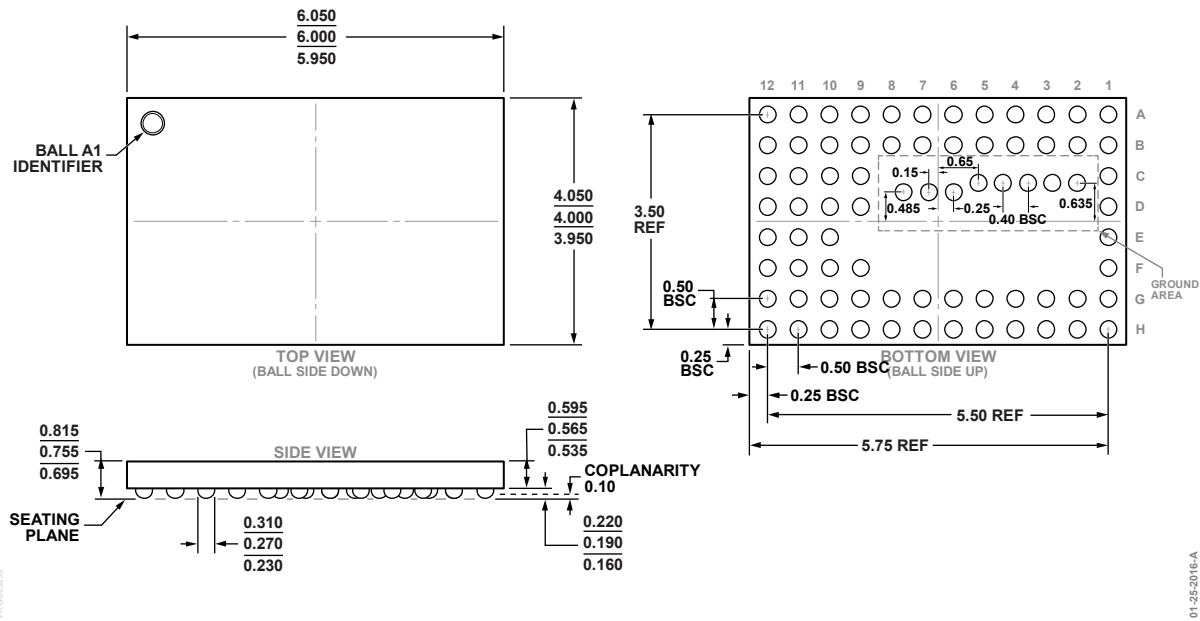 6.050
6.000
5.950
BALL A1
IDENTIFIER
4.050
4.000
3.950
TOP VIEW
(BALL SIDE DOWN)
12 11 10 9 8 7 6 5 4 3 2 1
A
B
C
D
E
F
G
H
0.65
0.15
0.485
0.25
0.40 BSC
0.635
3.50
REF
0.50
BSC
GROUND
AREA
0.25
BSC
BOTTOM VIEW
(BALL SIDE UP)
0.50 BSC
0.25 BSC
5.50 REF
5.75 REF
0.815
0.755
0.695
SIDE VIEW
0.595
0.565
0.535
COPLANARITY
0.10
SEATING
PLANE
0.310
0.270
0.230
0.220
0.190
0.160
01-25-2016-A